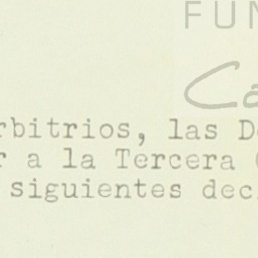 FUN
Ca
rbitrios, las D
r a la Tercera
siguientes dec